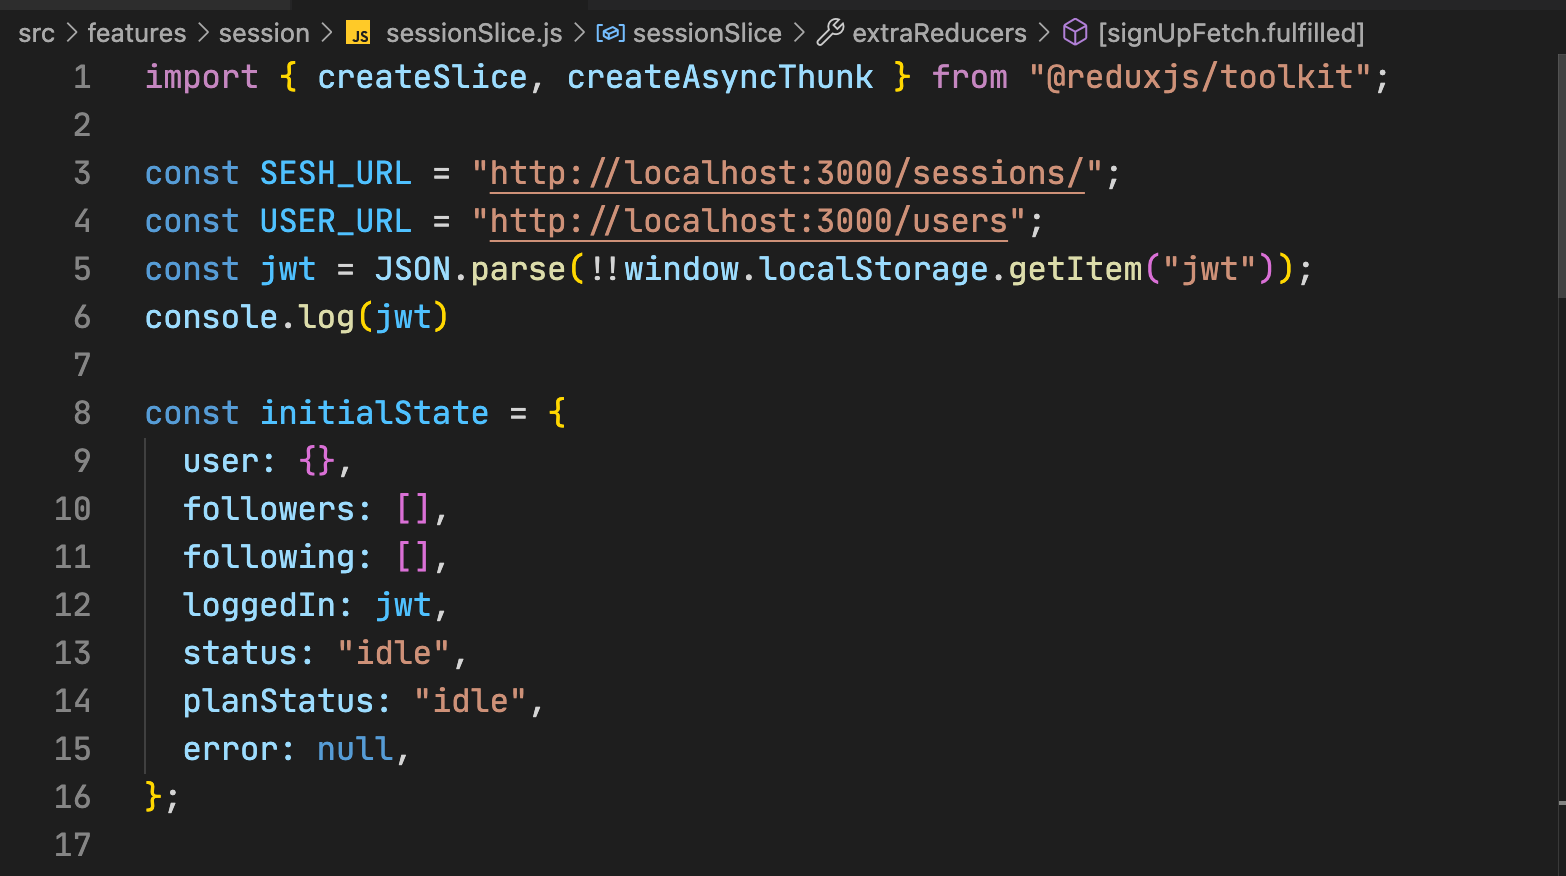 src > features > session > JS sessionSlice.js > sessionSlice > extraReducers > [signUpFetch.fulfilled]
1 import { createSlice, createAsyncThunk } from "@reduxjs/toolkit";
2
3 const SESH_URL = "http://localhost:3000/sessions/";
4 const USER_URL = "http://localhost:3000/users";
5 const jwt = JSON.parse(!!window.localStorage.getItem("jwt"));
6 console.log(jwt)
7
8 const initialState = {
9 user: {},
10 followers: [],
11 following: [],
12 loggedIn: jwt,
13 status: "idle",
14 planStatus: "idle",
15 error: null,
16 };
17